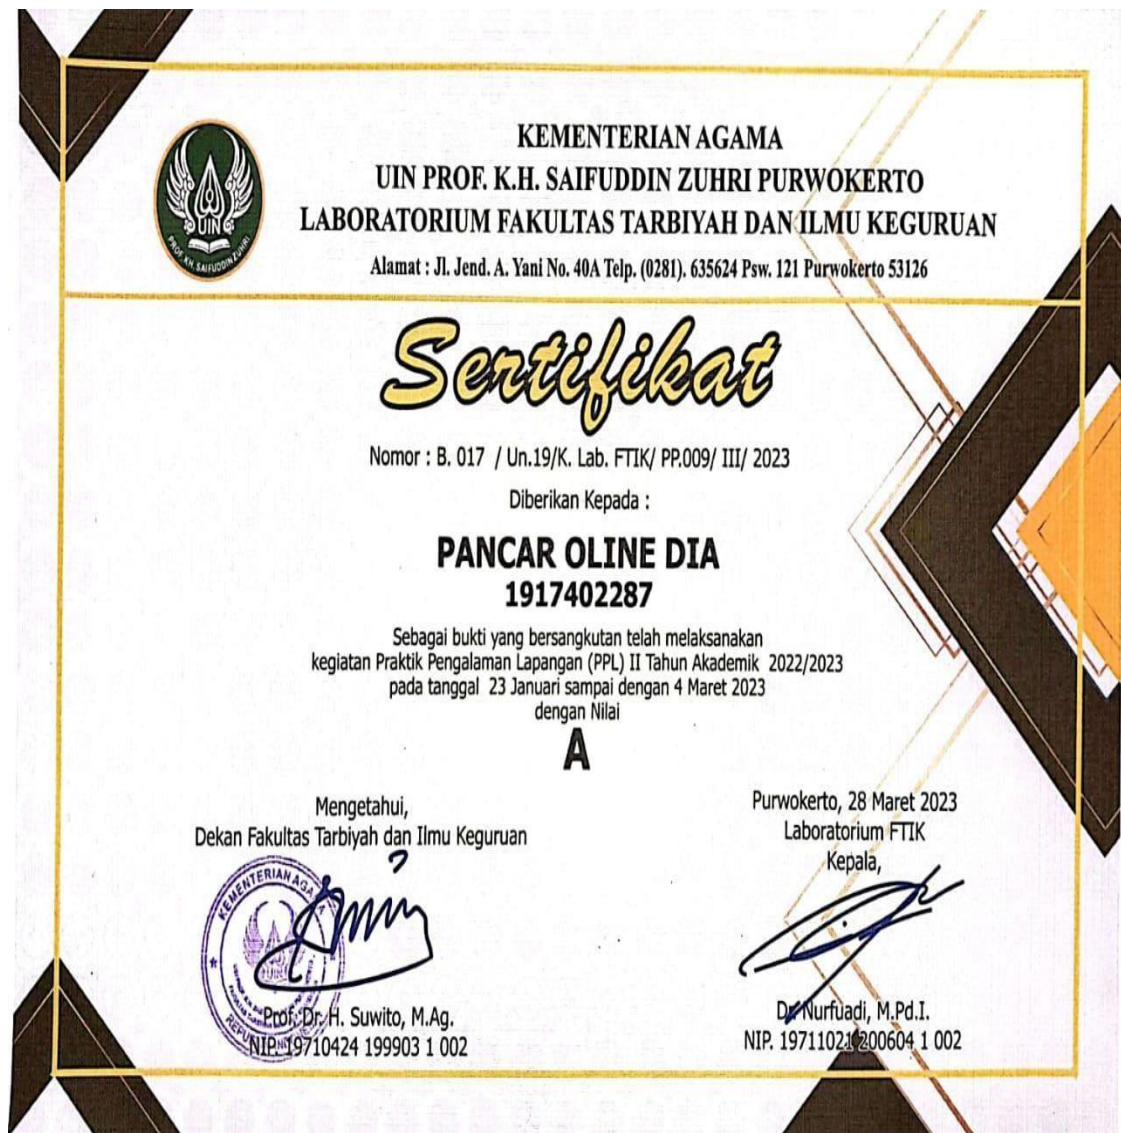 KEMENTERIAN AGAMA
UIN PROF. K.H. SAIFUDDIN ZUHRI PURWOKERTO
LABORATORIUM FAKULTAS TARBIYAH DAN ILMU KEGURUAN
Alamat : Jl. Jend. A. Yani No. 40A Telp. (0281). 635624 Psw. 121 Purwokerto 53126
UIN
PROF. KH. SAIFUDDIN ZUHRI
Sertifikat
Nomor : B. 017 / Un.19/K. Lab. FTIK/ PP.009/ III/ 2023
Diberikan Kepada :
PANCAR OLINE DIA
1917402287
Sebagai bukti yang bersangkutan telah melaksanakan
kegiatan Praktik Pengalaman Lapangan (PPL) II Tahun Akademik 2022/2023
pada tanggal 23 Januari sampai dengan 4 Maret 2023
dengan Nilai
A
Mengetahui,
Dekan Fakultas Tarbiyah dan Ilmu Keguruan
KEMENTERIAN AGA
Prof. Dr. H. Suwito, M.Ag.
NIP. 19710424 199903 1 002
Purwokerto, 28 Maret 2023
Laboratorium FTIK
Kepala,
Dr. Nurfuadi, M.Pd.I.
NIP. 19711021 200604 1 002